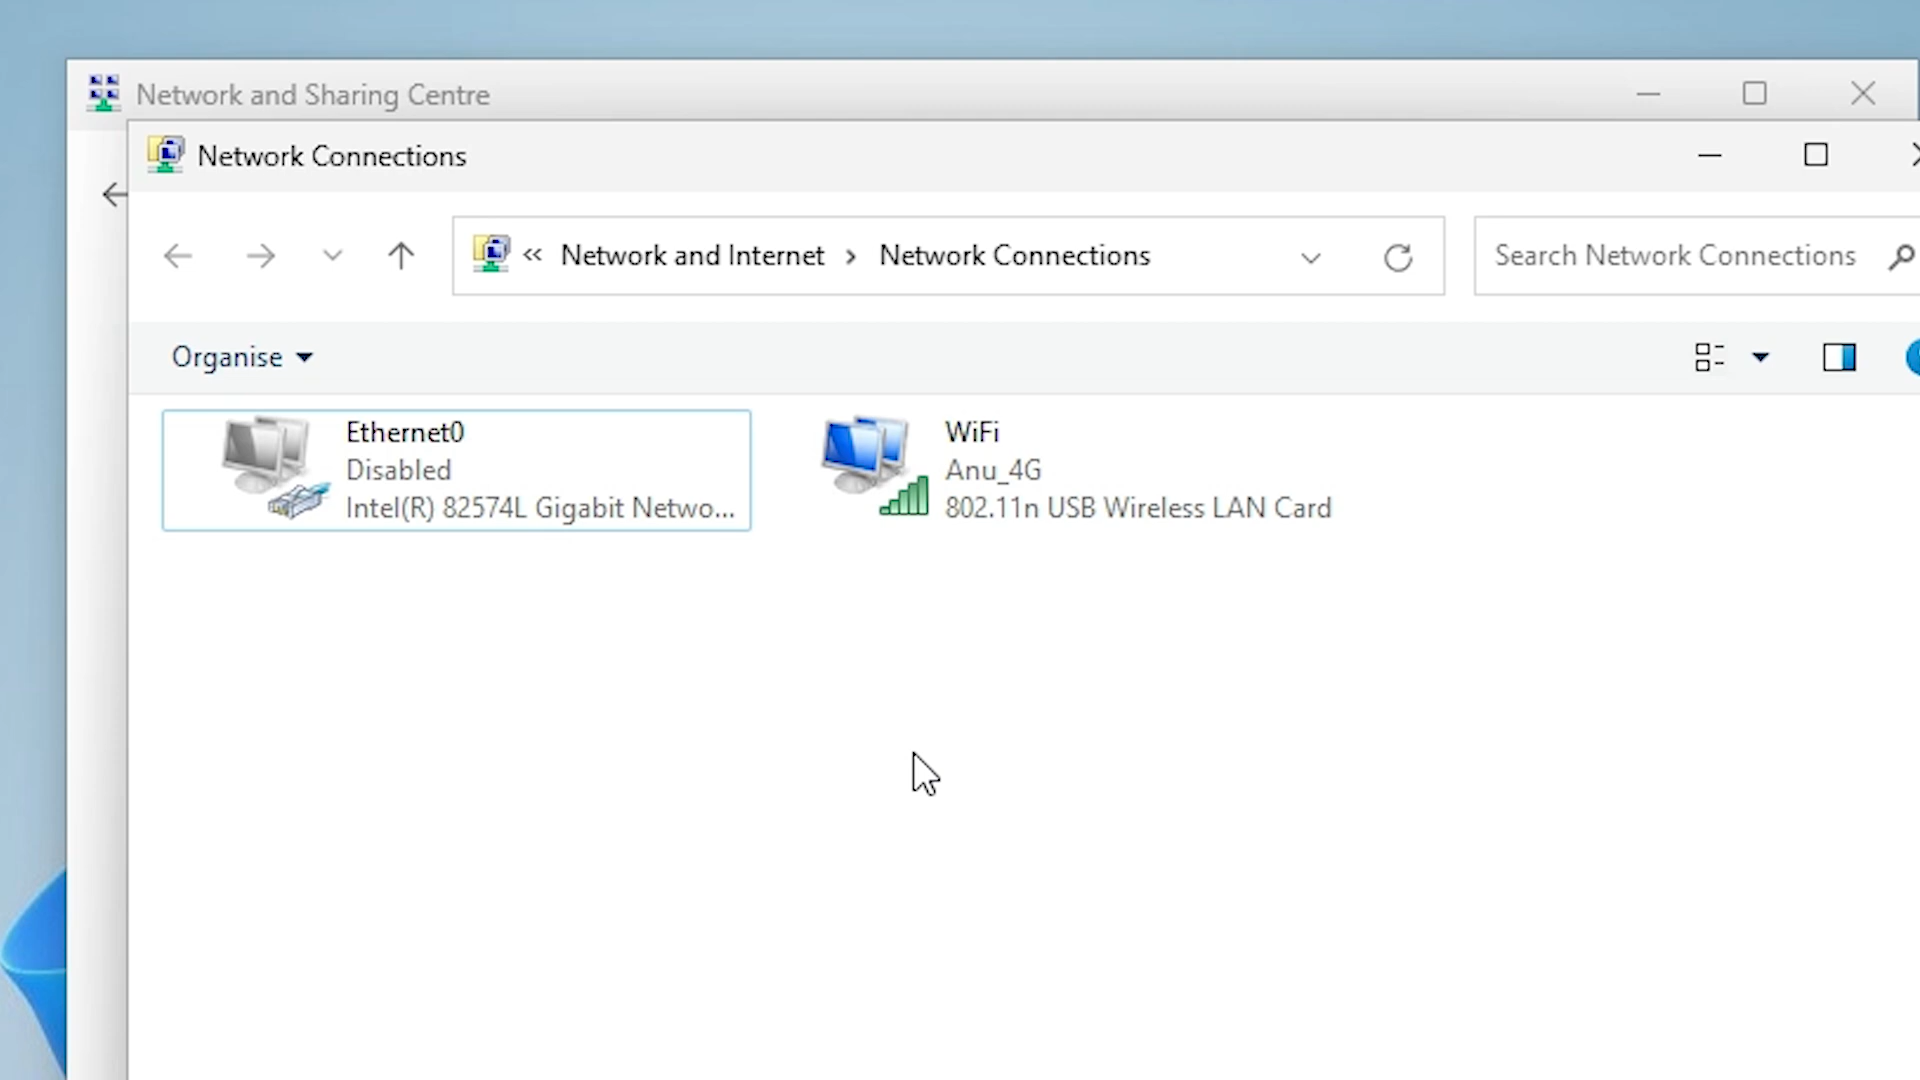 Network and Sharing Centre
Network Connections
« Network and Internet › Network Connections
Search Network Connections
Organise
Ethernet0
Disabled
Intel(R) 82574L Gigabit Netwo...
WiFi
Anu_4G
802.11n USB Wireless LAN Card